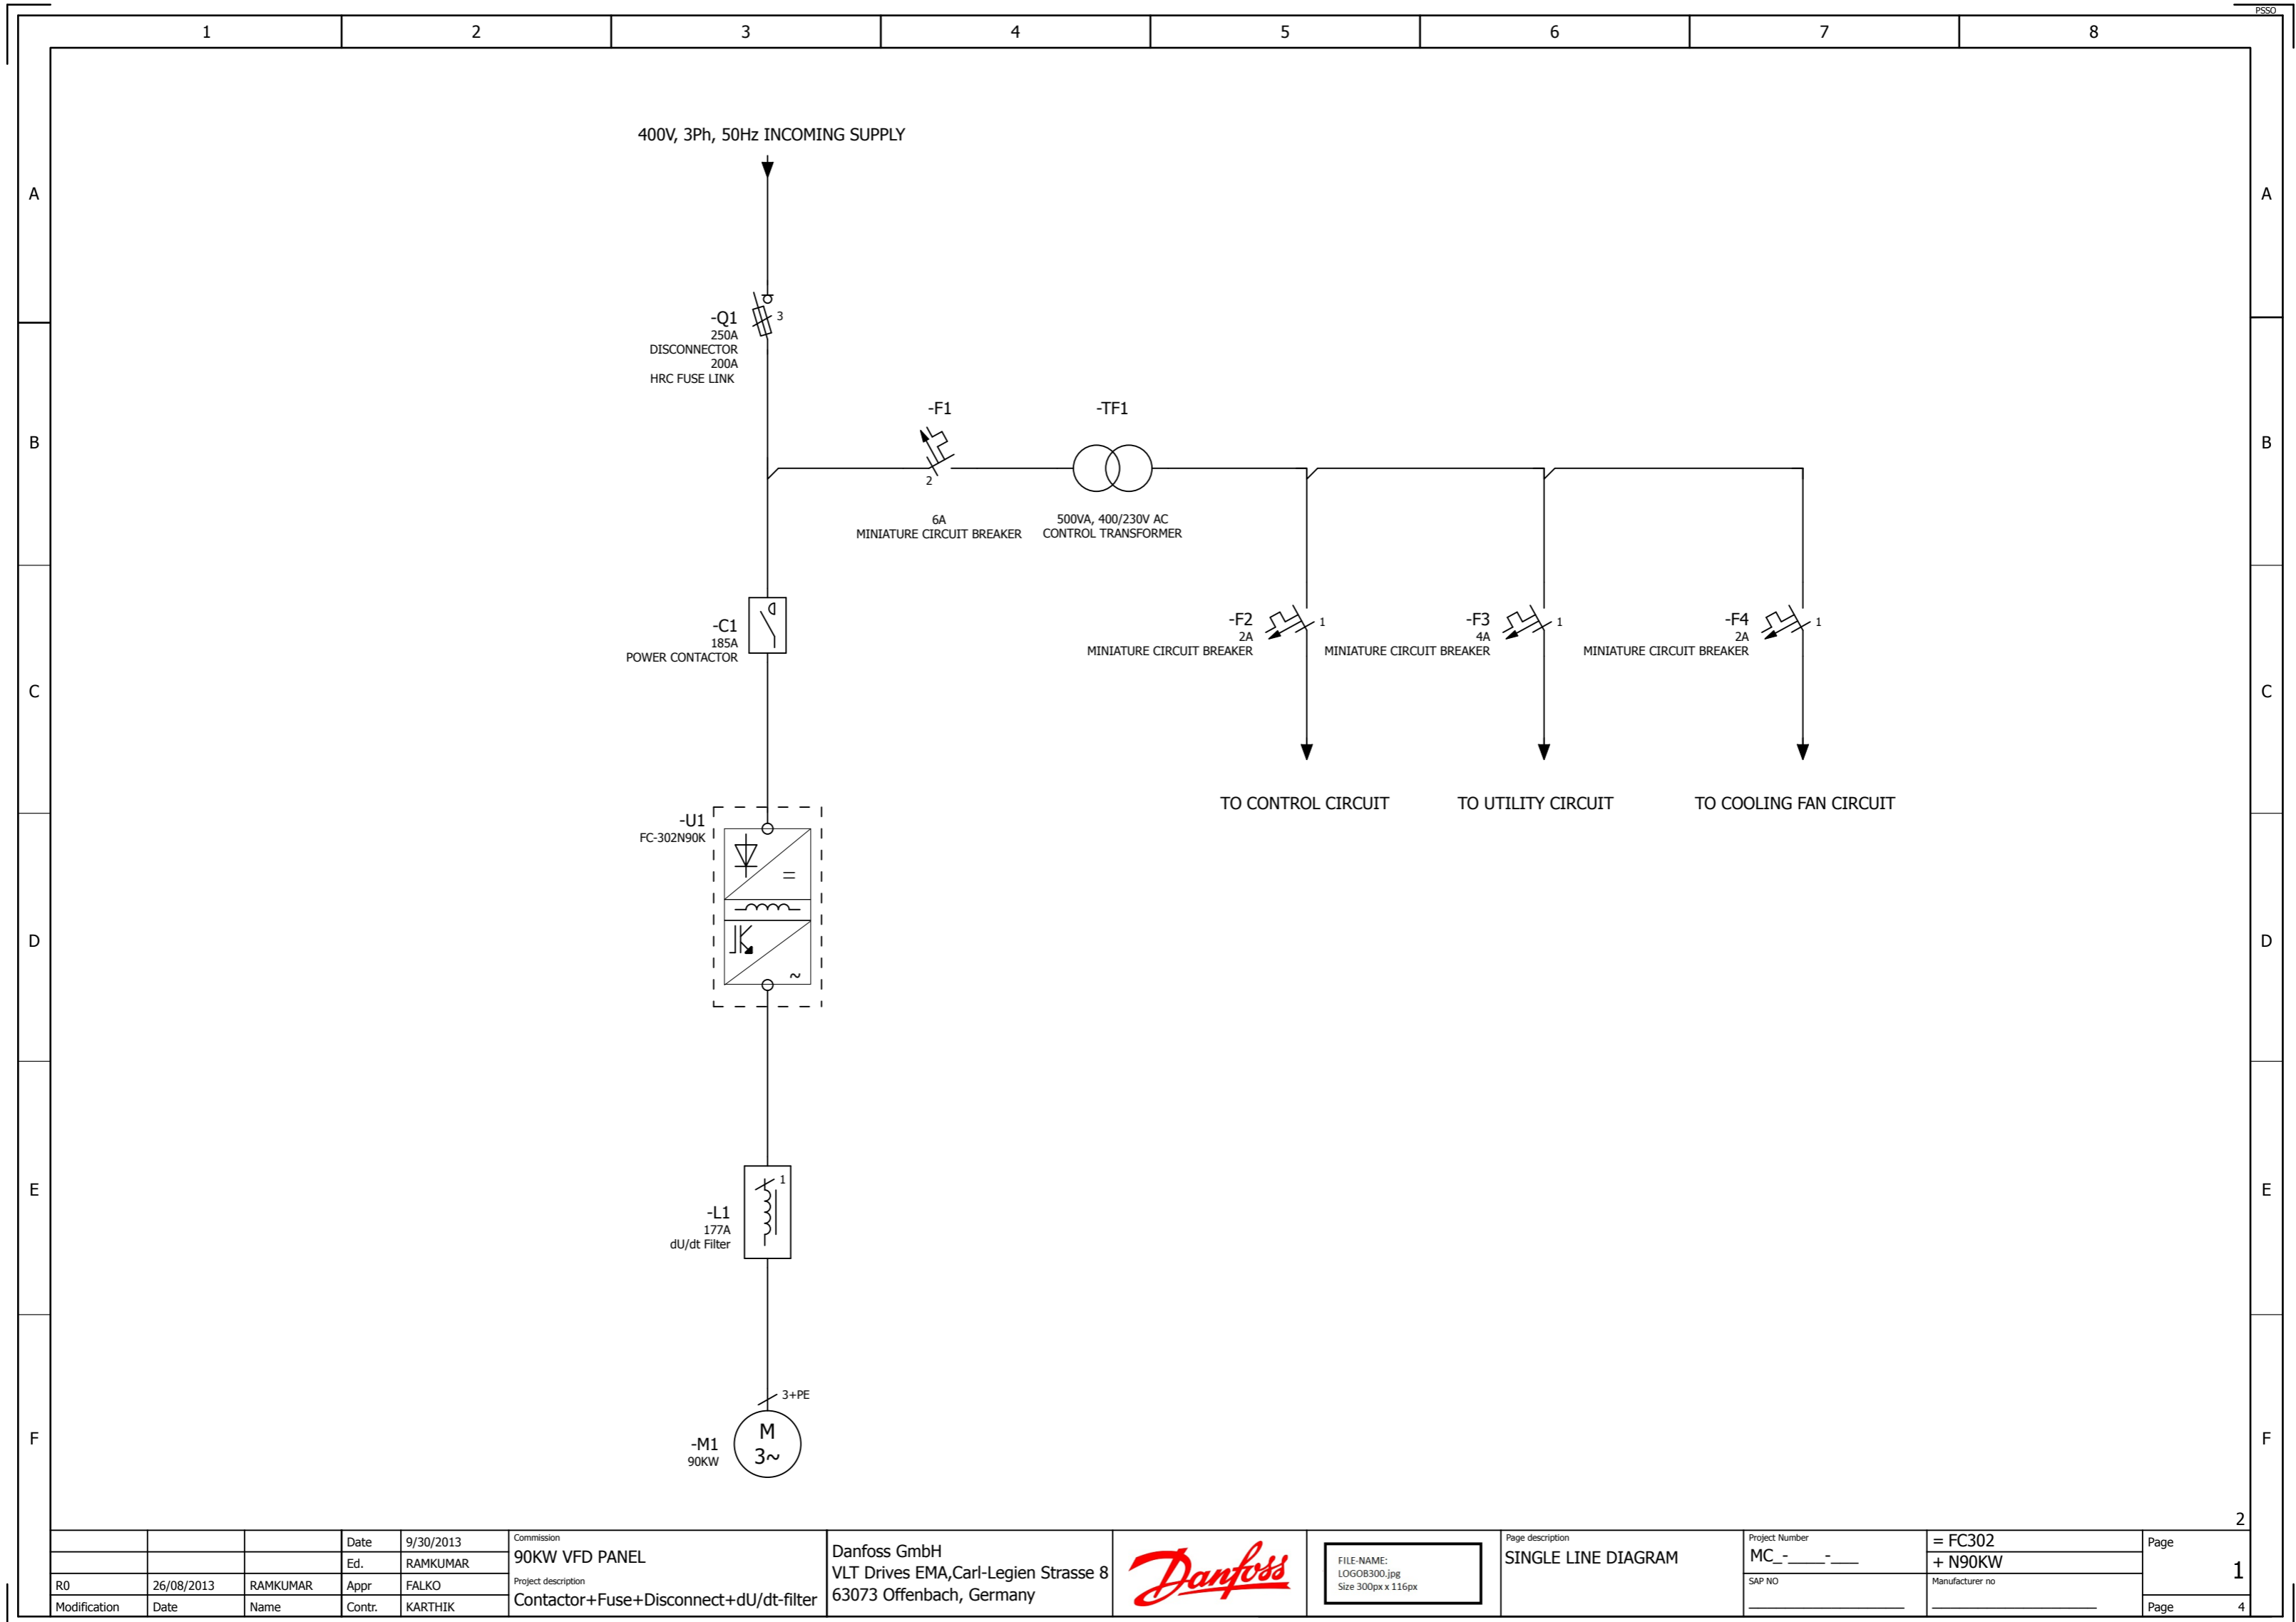 PSSO
1 2 3 4 5 6 7 8
400V, 3Ph, 50Hz INCOMING SUPPLY
A A
-Q1
3
250A
DISCONNECTOR
200A
HRC FUSE LINK
-F1
-TF1
B B
2
6A
MINIATURE CIRCUIT BREAKER
500VA, 400/230V AC
CONTROL TRANSFORMER
-C1
185A
POWER CONTACTOR
-F2
1
2A
MINIATURE CIRCUIT BREAKER
-F3
1
4A
MINIATURE CIRCUIT BREAKER
-F4
1
2A
MINIATURE CIRCUIT BREAKER
C C
TO CONTROL CIRCUIT
TO UTILITY CIRCUIT
TO COOLING FAN CIRCUIT
-U1
FC-302N90K
=
~
D D
E E
1
-L1
177A
dU/dt Filter
3+PE
-M1
90KW
M
3~
F F
2
Date 9/30/2013
Ed. RAMKUMAR
R0 26/08/2013 RAMKUMAR Appr FALKO
Modification Date Name Contr. KARTHIK
Commission
90KW VFD PANEL
Project description
Contactor+Fuse+Disconnect+dU/dt-filter
Danfoss GmbH
VLT Drives EMA,Carl-Legien Strasse 8
63073 Offenbach, Germany
Danfoss
FILE-NAME:
LOGOB300.jpg
Size 300px x 116px
Page description
SINGLE LINE DIAGRAM
Project Number
MC_-____-___
SAP NO
= FC302
+ N90KW
Manufacturer no
Page
1
Page 4